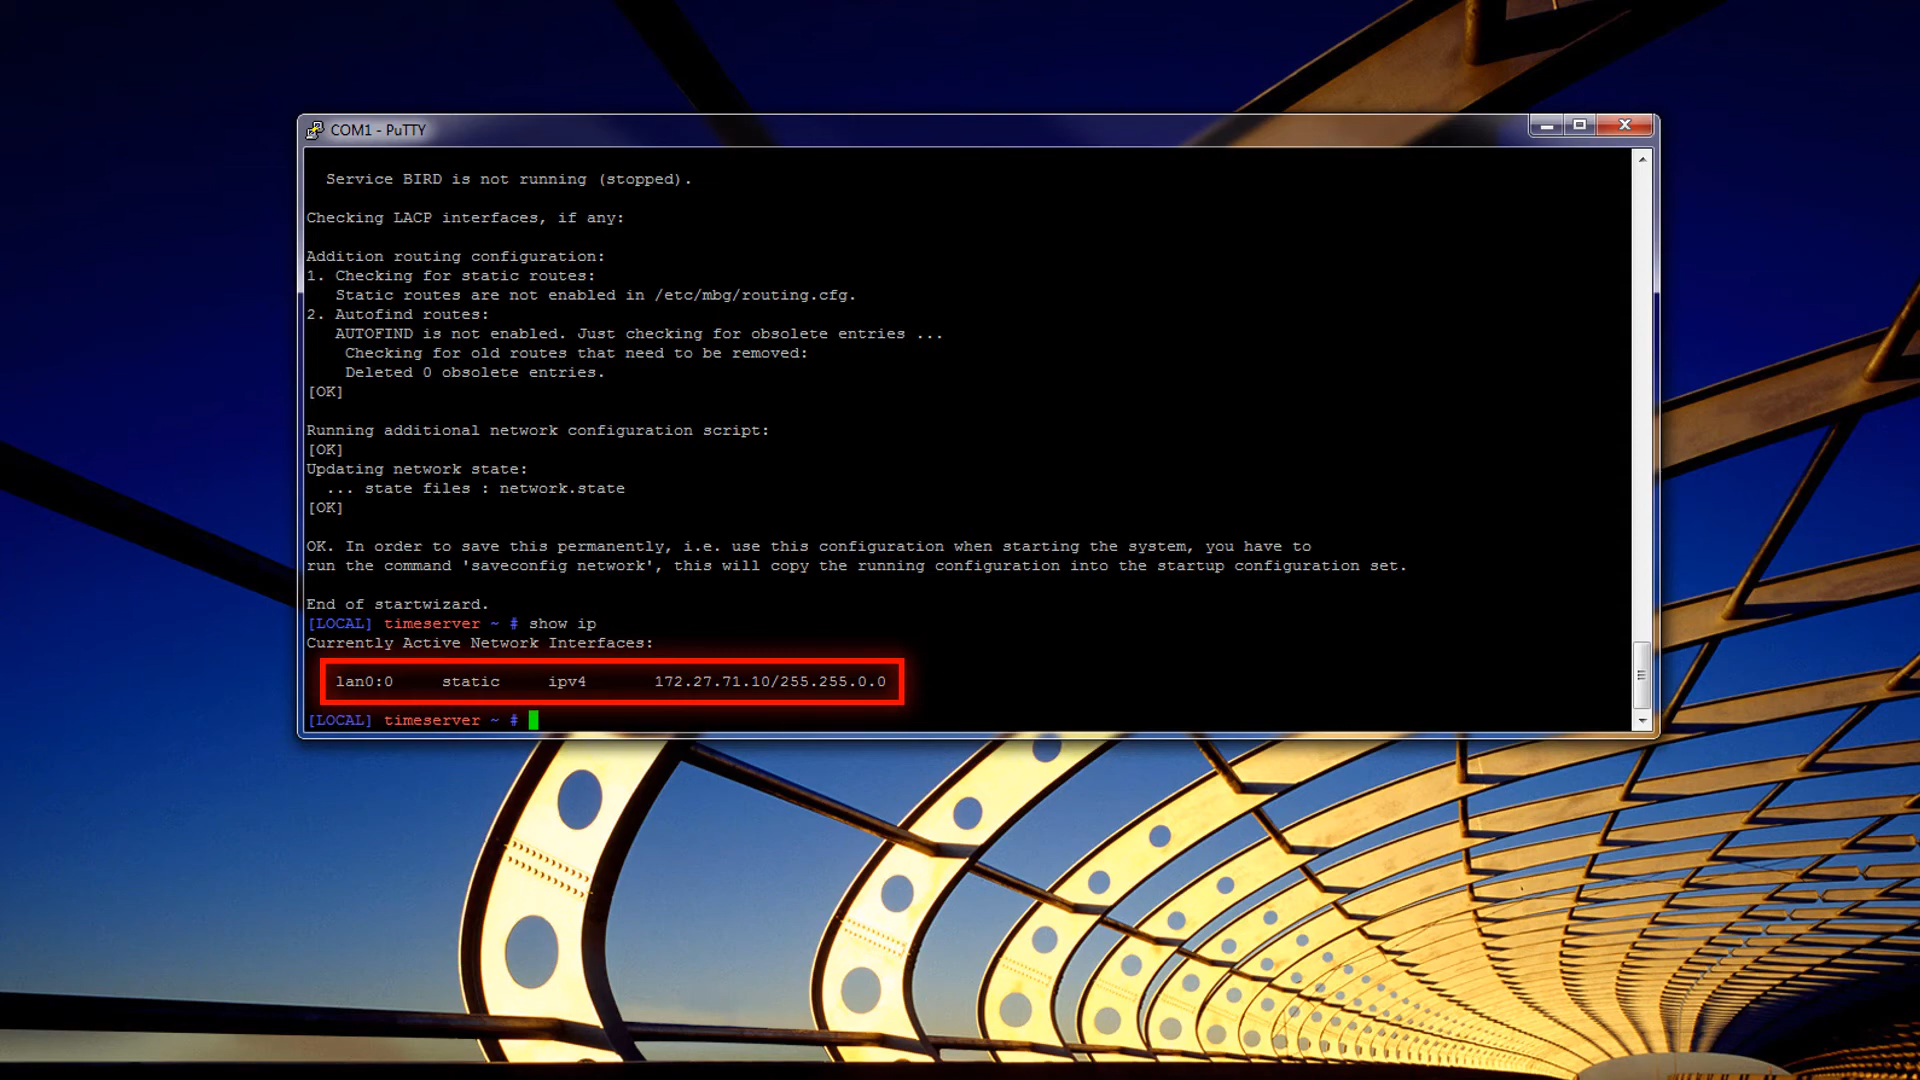 COM1 - PuTTY
Service BIRD is not running (stopped).
Checking LACP interfaces, if any:
Addition routing configuration:
1. Checking for static routes:
Static routes are not enabled in /etc/mbg/routing.cfg.
2. Autofind routes:
AUTOFIND is not enabled. Just checking for obsolete entries ...
Checking for old routes that need to be removed:
Deleted 0 obsolete entries.
[OK]
Running additional network configuration script:
[OK]
Updating network state:
... state files : network.state
[OK]
OK. In order to save this permanently, i.e. use this configuration when starting the system, you have to
run the command 'saveconfig network', this will copy the running configuration into the startup configuration set.
End of startwizard.
[LOCAL] timeserver ~ # show ip
Currently Active Network Interfaces:
lan0:0 static ipv4 172.27.71.10/255.255.0.0
[LOCAL] timeserver ~ #